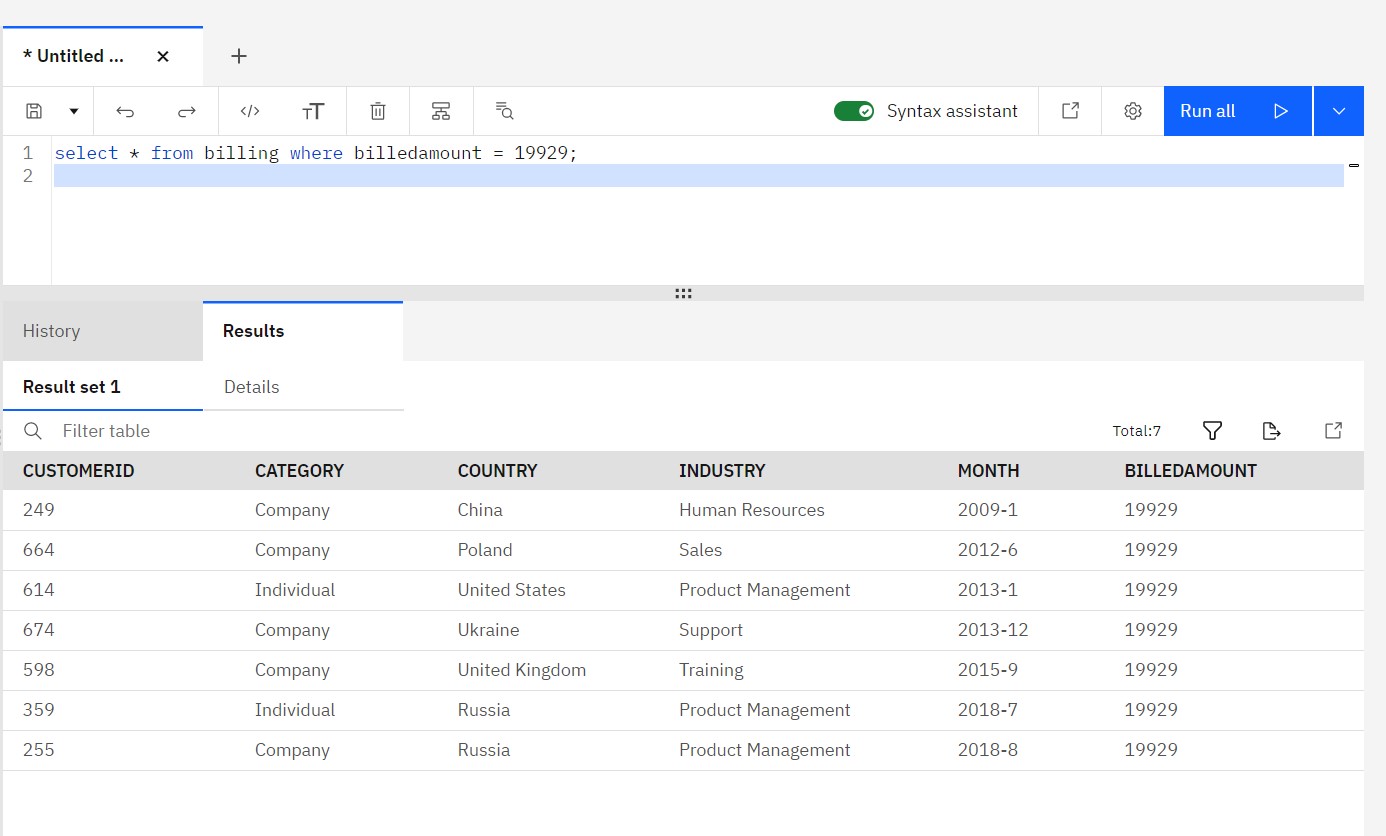 * Untitled ...
Syntax assistant Run all
1 select * from billing where billedamount = 19929;
2
History Results
Result set 1 Details
Filter table Total:7
CUSTOMERID CATEGORY COUNTRY INDUSTRY MONTH BILLEDAMOUNT
249 Company China Human Resources 2009-1 19929
664 Company Poland Sales 2012-6 19929
614 Individual United States Product Management 2013-1 19929
674 Company Ukraine Support 2013-12 19929
598 Company United Kingdom Training 2015-9 19929
359 Individual Russia Product Management 2018-7 19929
255 Company Russia Product Management 2018-8 19929